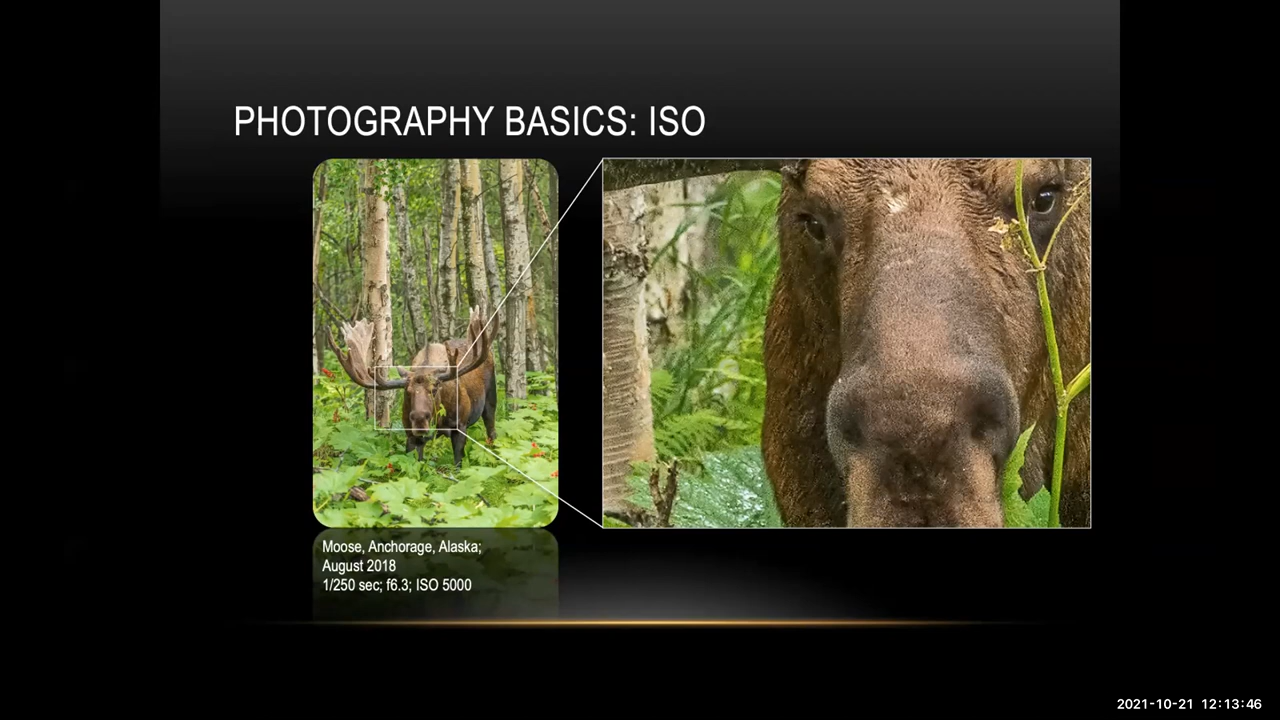 PHOTOGRAPHY BASICS: ISO
Moose, Anchorage, Alaska;
August 2018
1/250 sec; f6.3; ISO 5000
2021-10-21 12:13:46